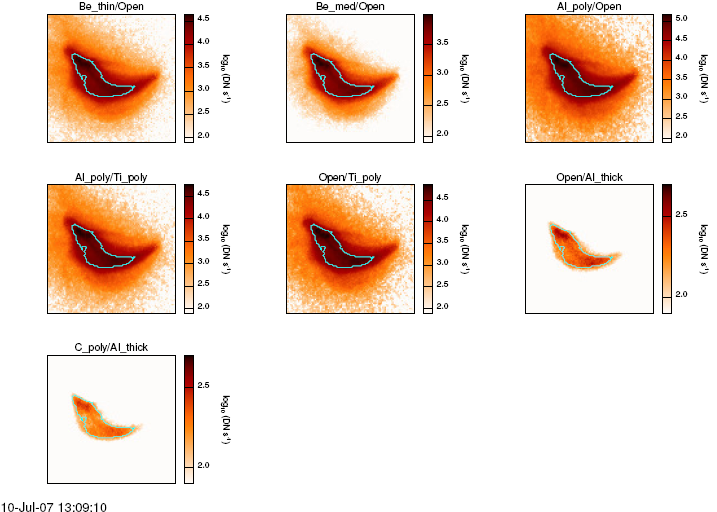 Be_thin/Open
4.5
4.0
3.5
3.0
2.5
2.0
log₁₀ (DN s⁻¹)
Be_med/Open
3.5
3.0
2.5
2.0
log₁₀ (DN s⁻¹)
Al_poly/Open
5.0
4.5
4.0
3.5
3.0
2.5
2.0
log₁₀ (DN s⁻¹)
Al_poly/Ti_poly
4.5
4.0
3.5
3.0
2.5
2.0
log₁₀ (DN s⁻¹)
Open/Ti_poly
4.5
4.0
3.5
3.0
2.5
2.0
log₁₀ (DN s⁻¹)
Open/Al_thick
2.5
2.0
log₁₀ (DN s⁻¹)
C_poly/Al_thick
2.5
2.0
log₁₀ (DN s⁻¹)
10-Jul-07 13:09:10